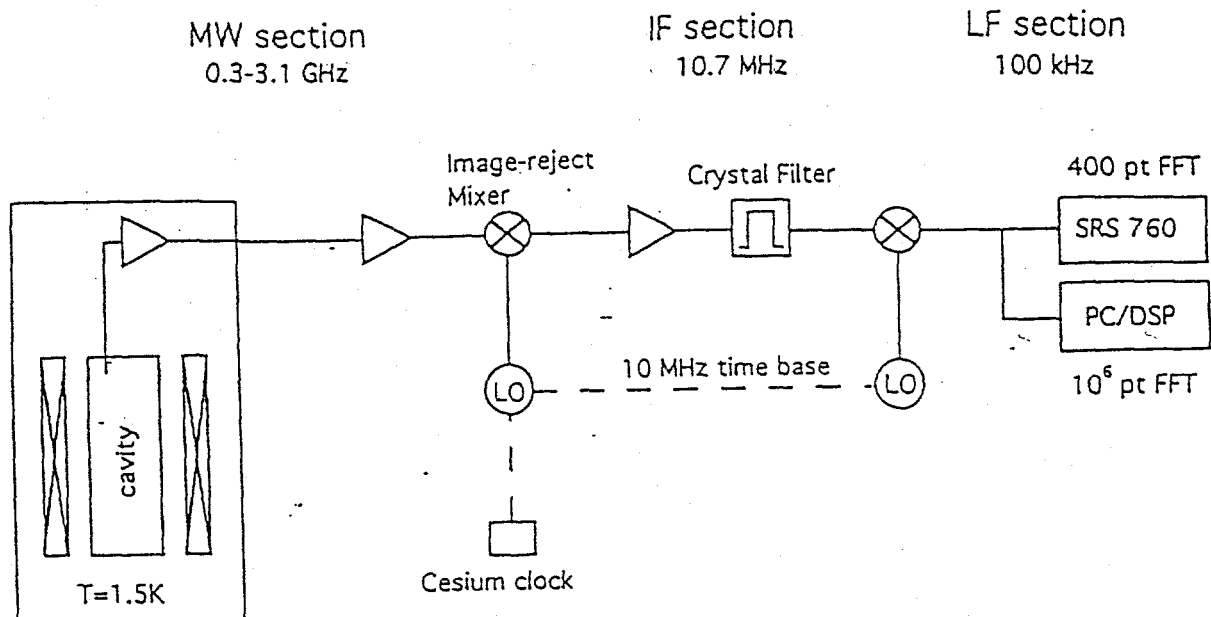 MW section
0.3-3.1 GHz
IF section
10.7 MHz
LF section
100 kHz
Image-reject
Mixer
Crystal Filter
400 pt FFT
SRS 760
PC/DSP
10⁶ pt FFT
LO
10 MHz time base
LO
cavity
Cesium clock
T=1.5K